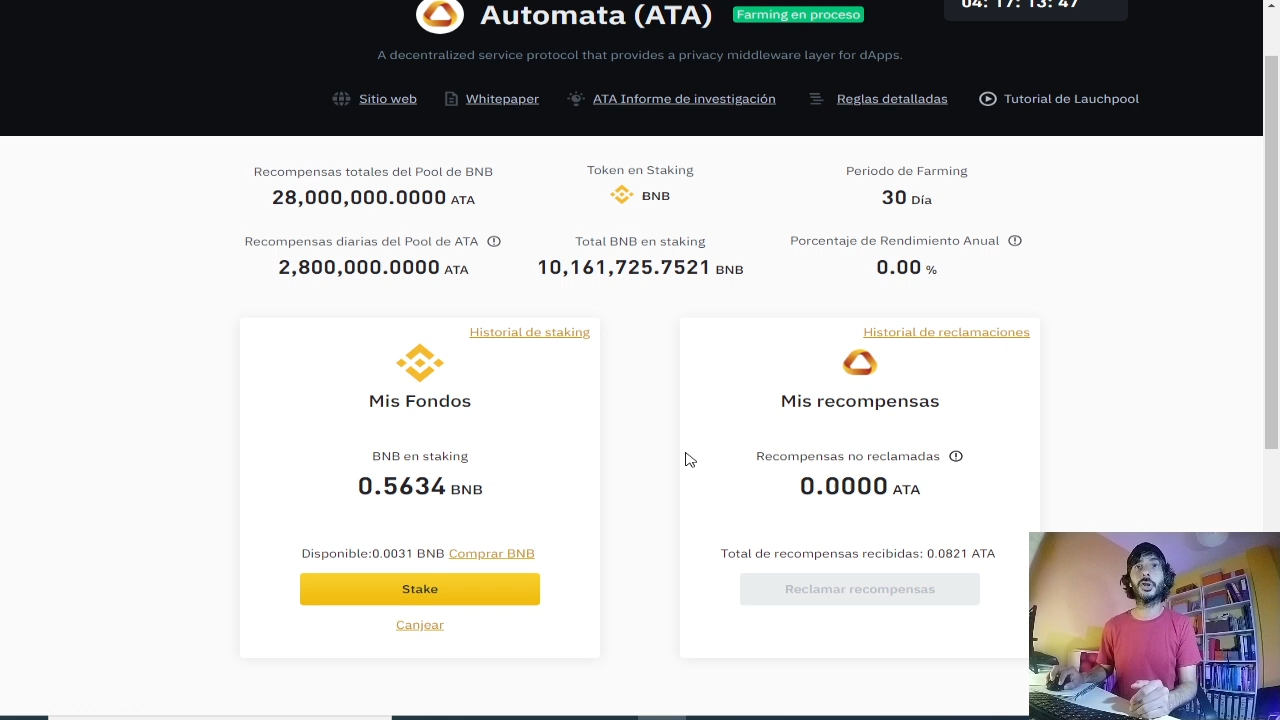 Automata (ATA) Farming en proceso 04: 17: 13: 47
A decentralized service protocol that provides a privacy middleware layer for dApps.
Sitio web Whitepaper ATA Informe de investigación Reglas detalladas Tutorial de Lauchpool
Recompensas totales del Pool de BNB Token en Staking Periodo de Farming
28,000,000.0000 ATA BNB 30 Día
Recompensas diarias del Pool de ATA Total BNB en staking Porcentaje de Rendimiento Anual
2,800,000.0000 ATA 10,161,725.7521 BNB 0.00 %
Historial de staking
Mis Fondos
BNB en staking
0.5634 BNB
Disponible:0.0031 BNB Comprar BNB
Stake
Canjear
Historial de reclamaciones
Mis recompensas
Recompensas no reclamadas
0.0000 ATA
Total de recompensas recibidas: 0.0821 ATA
Reclamar recompensas